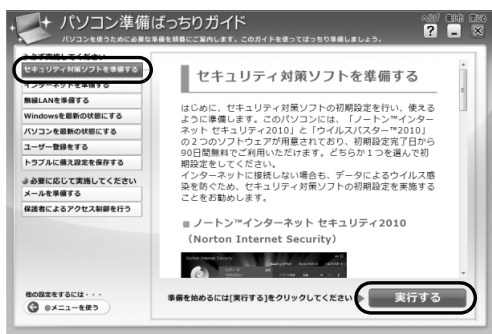 パソコン準備ばっちりガイド
パソコンを使うために必要な準備を順番にご案内します。このガイドを使ってばっちり準備しましょう。
ヘルプ 最小化 閉じる
必ず実施してください
セキュリティ対策ソフトを準備する
インターネットを準備する
無線LANを準備する
Windowsを最新の状態にする
パソコンを最新の状態にする
ユーザー登録をする
トラブルに備え設定を保存する
必要に応じて実施してください
メールを準備する
保護者によるアクセス制御を行う
他の設定をするには・・・
@メニューを使う
セキュリティ対策ソフトを準備する
はじめに、セキュリティ対策ソフトの初期設定を行い、使える
ように準備します。このパソコンには、「ノートン™インター
ネット セキュリティ2010」と「ウイルスバスター™2010」
の２つのソフトウェアが用意されており、初期設定完了日から
90日間無料でご利用いただけます。どちらか１つを選んで初
期設定をしてください。
インターネットに接続しない場合も、データによるウイルス感
染を防ぐため、セキュリティ対策ソフトの初期設定を実施する
ことをお勧めします。
■ ノートン™インターネット セキュリティ2010
（Norton Internet Security）
Norton Internet Security
準備を始めるには[実行する]をクリックしてください
実行する